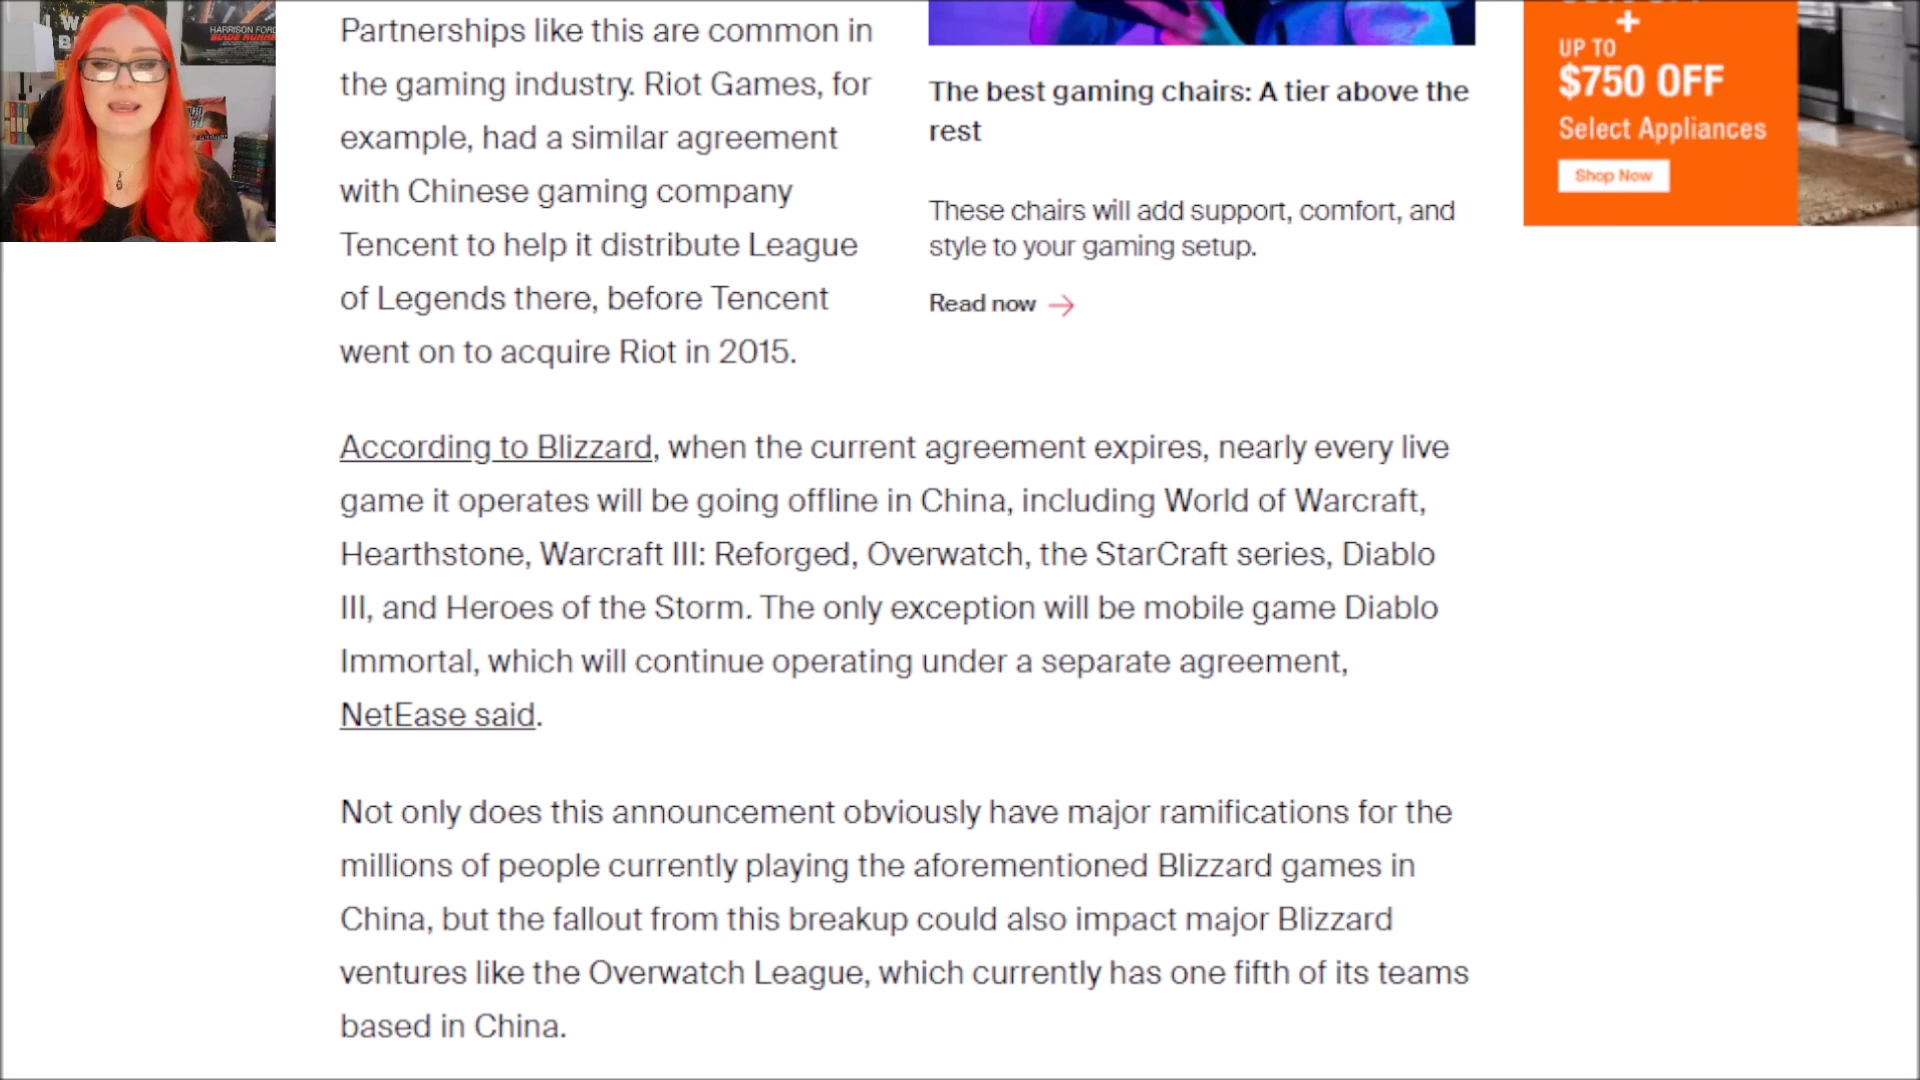 HARRISON FORD
BLADE RUNNER
Partnerships like this are common in
the gaming industry. Riot Games, for
example, had a similar agreement
with Chinese gaming company
Tencent to help it distribute League
of Legends there, before Tencent
went on to acquire Riot in 2015.
The best gaming chairs: A tier above the
rest
These chairs will add support, comfort, and
style to your gaming setup.
Read now
+
UP TO
$750 OFF
Select Appliances
Shop Now
According to Blizzard, when the current agreement expires, nearly every live
game it operates will be going offline in China, including World of Warcraft,
Hearthstone, Warcraft III: Reforged, Overwatch, the StarCraft series, Diablo
III, and Heroes of the Storm. The only exception will be mobile game Diablo
Immortal, which will continue operating under a separate agreement,
NetEase said.
Not only does this announcement obviously have major ramifications for the
millions of people currently playing the aforementioned Blizzard games in
China, but the fallout from this breakup could also impact major Blizzard
ventures like the Overwatch League, which currently has one fifth of its teams
based in China.